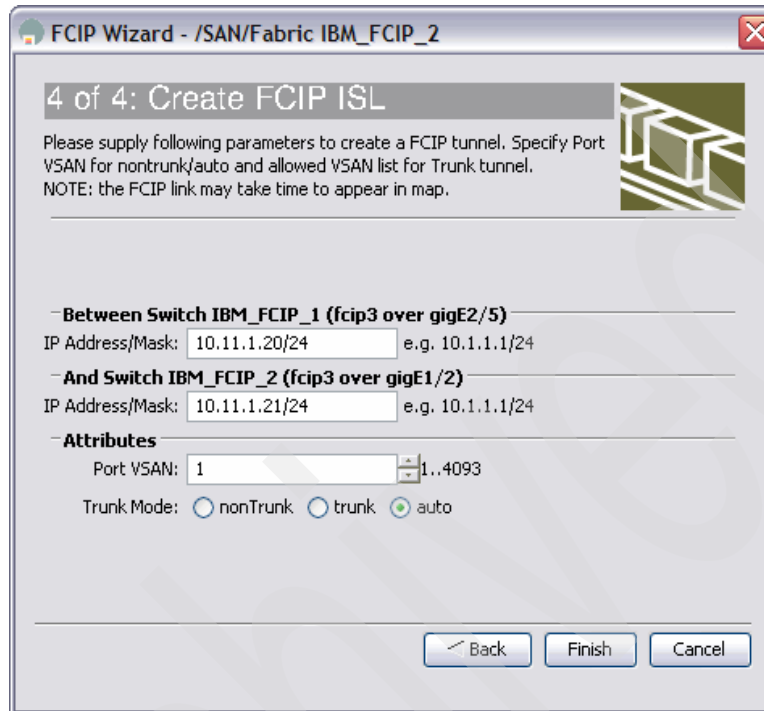 FCIP Wizard - /SAN/Fabric IBM_FCIP_2
4 of 4: Create FCIP ISL
Please supply following parameters to create a FCIP tunnel. Specify Port
VSAN for nontrunk/auto and allowed VSAN list for Trunk tunnel.
NOTE: the FCIP link may take time to appear in map.
Between Switch IBM_FCIP_1 (fcip3 over gigE2/5)
IP Address/Mask: 10.11.1.20/24 e.g. 10.1.1.1/24
And Switch IBM_FCIP_2 (fcip3 over gigE1/2)
IP Address/Mask: 10.11.1.21/24 e.g. 10.1.1.1/24
Attributes
Port VSAN: 1 1..4093
Trunk Mode: nonTrunk trunk auto
Back Finish Cancel